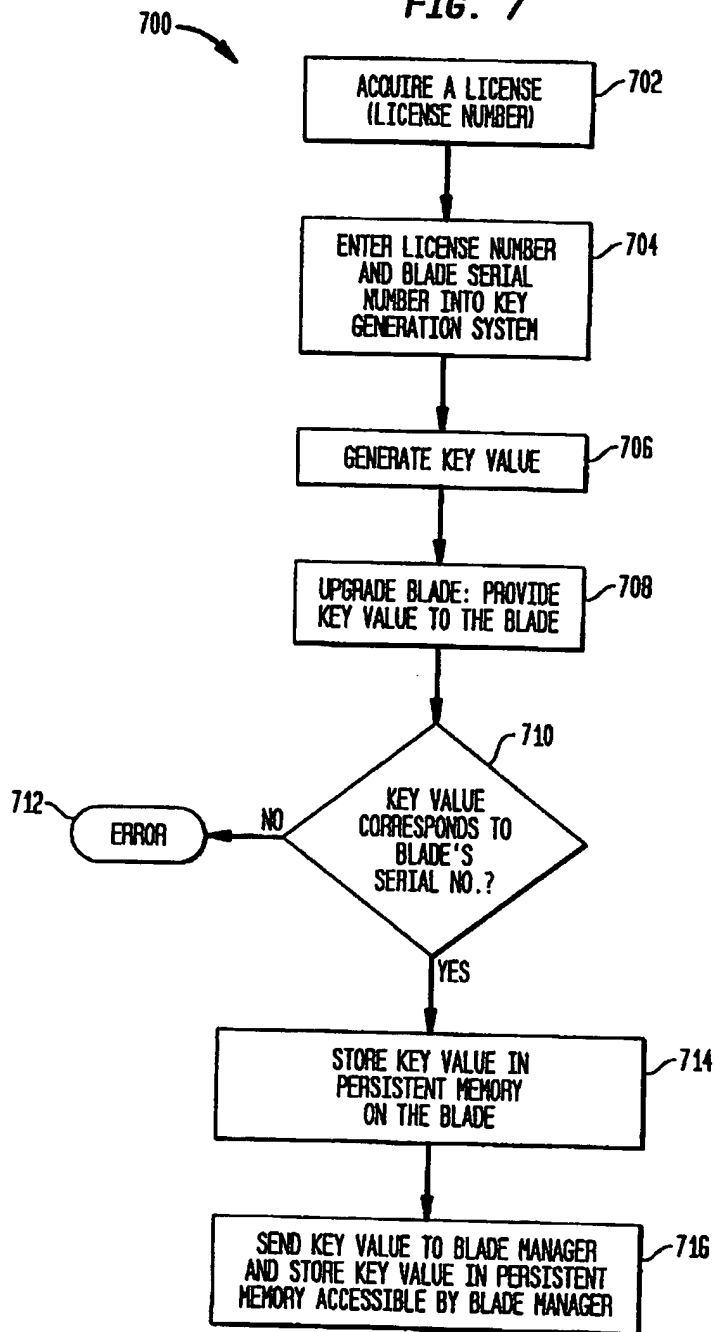 FIG. 7
700
ACQUIRE A LICENSE
(LICENSE NUMBER)
702
ENTER LICENSE NUMBER
AND BLADE SERIAL
NUMBER INTO KEY
GENERATION SYSTEM
704
GENERATE KEY VALUE
706
UPGRADE BLADE: PROVIDE
KEY VALUE TO THE BLADE
708
710
KEY VALUE
CORRESPONDS TO
BLADE'S
SERIAL NO.?
712
ERROR
NO
YES
STORE KEY VALUE IN
PERSISTENT MEMORY
ON THE BLADE
714
SEND KEY VALUE TO BLADE MANAGER
AND STORE KEY VALUE IN PERSISTENT
MEMORY ACCESSIBLE BY BLADE MANAGER
716